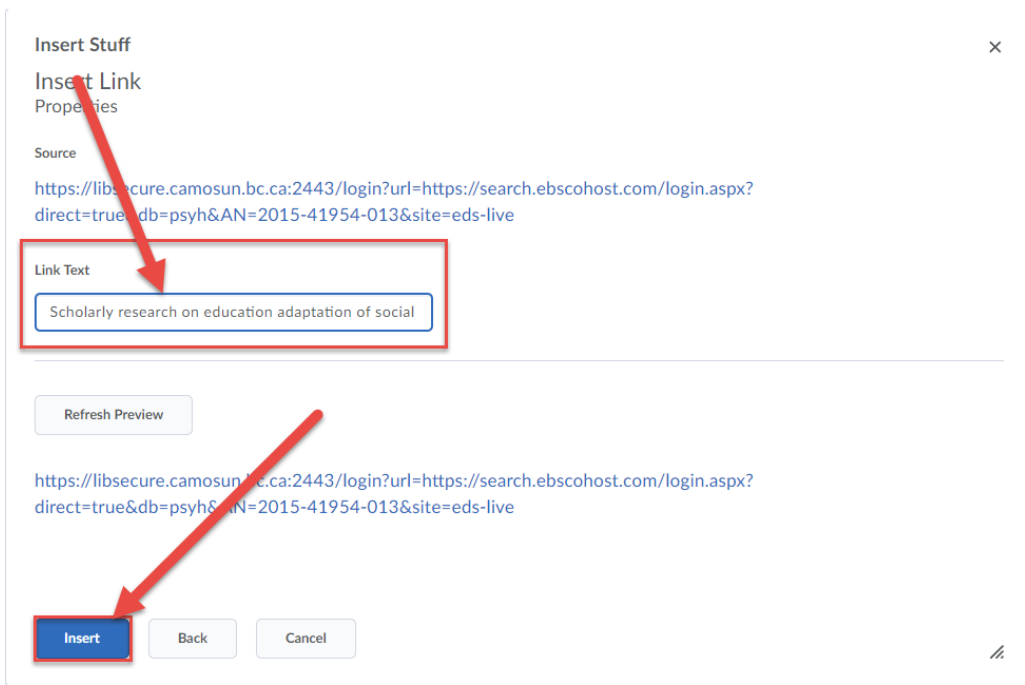 Insert Stuff
Insert Link
Properties
Source
https://libsecure.camosun.bc.ca:2443/login?url=https://search.ebscohost.com/login.aspx?
direct=true&db=psyh&AN=2015-41954-013&site=eds-live
Link Text
Scholarly research on education adaptation of social
Refresh Preview
https://libsecure.camosun.bc.ca:2443/login?url=https://search.ebscohost.com/login.aspx?
direct=true&db=psyh&AN=2015-41954-013&site=eds-live
Insert Back Cancel